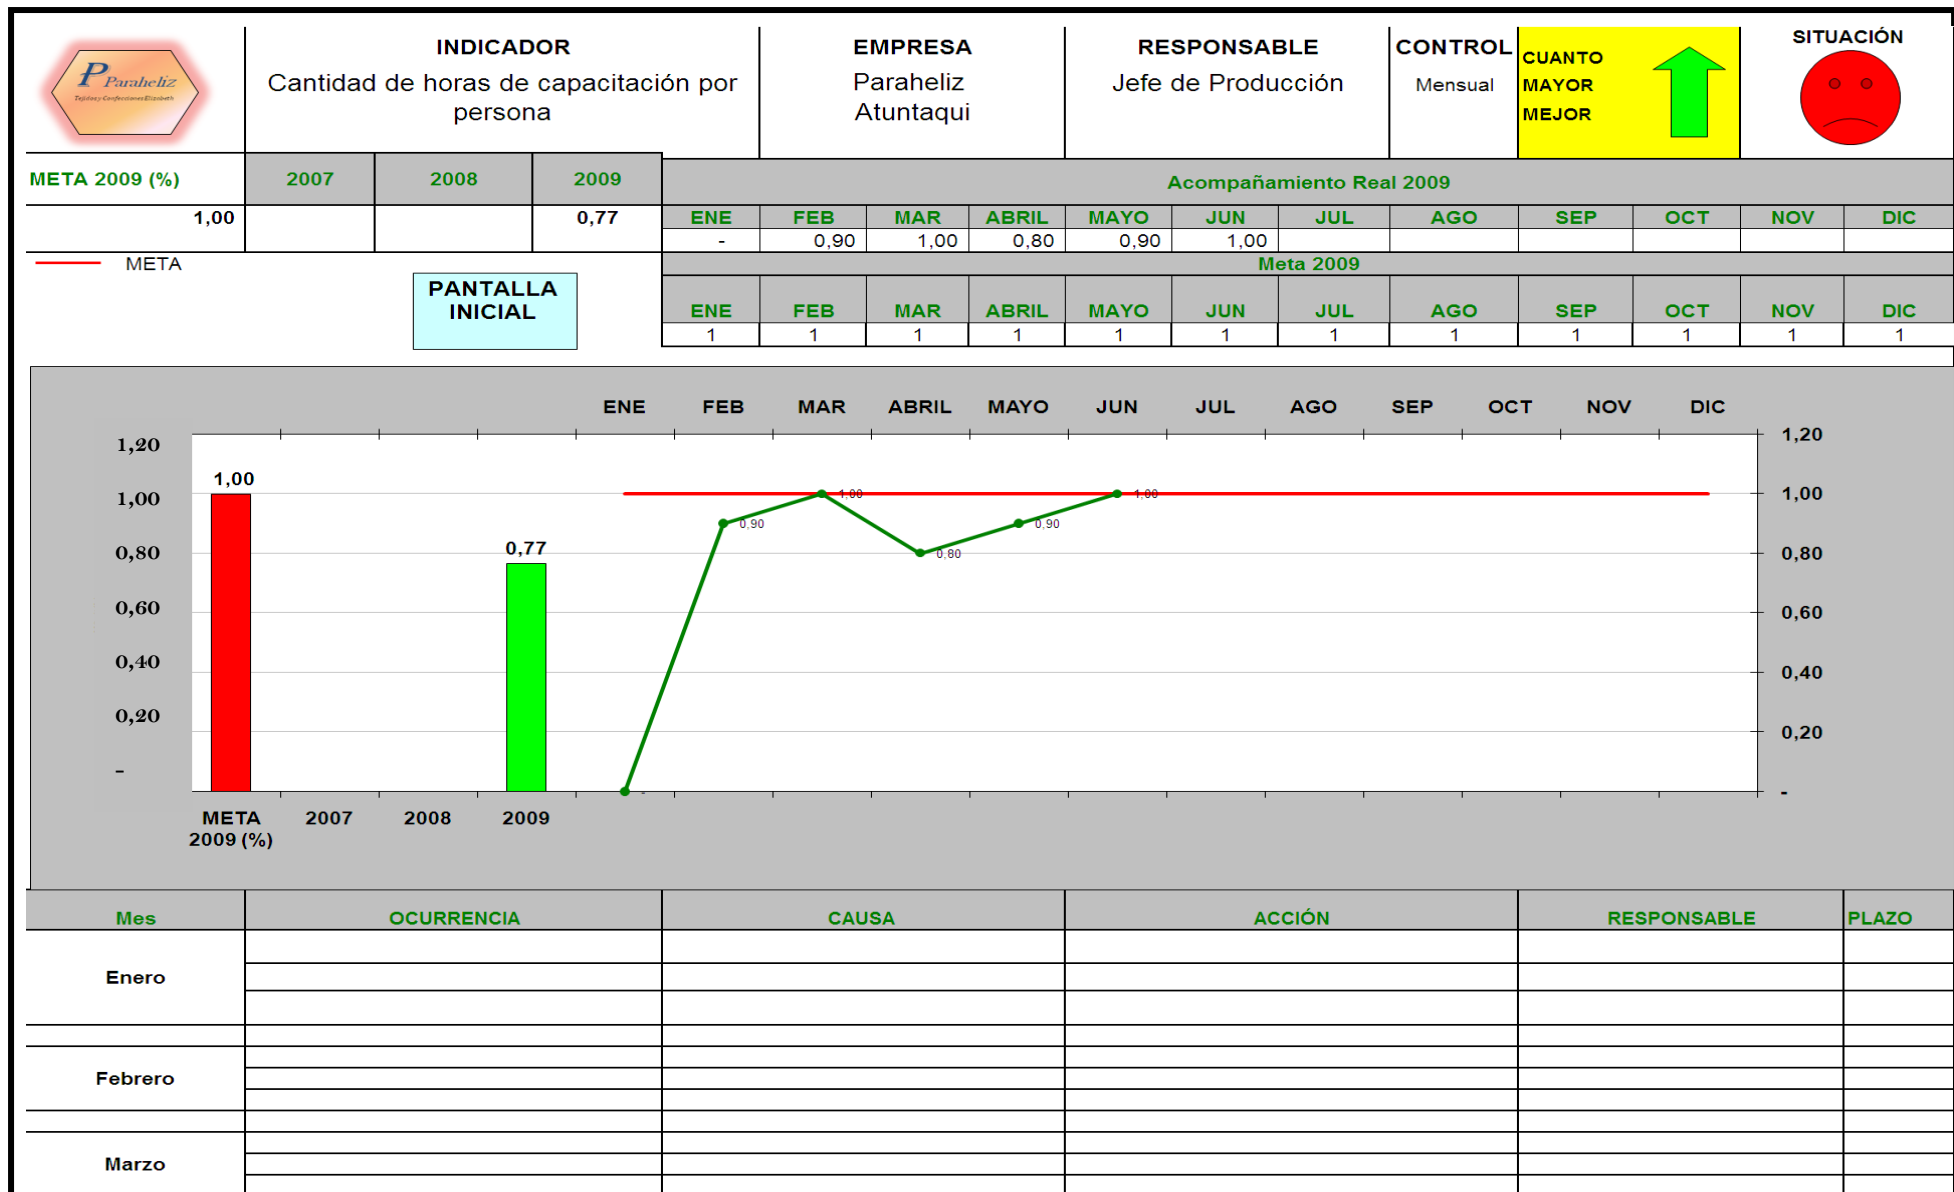 Paraheliz
Tejidos y Confecciones Elizabeth
INDICADOR
Cantidad de horas de capacitación por
persona
EMPRESA
Paraheliz
Atuntaqui
RESPONSABLE
Jefe de Producción
CONTROL
Mensual
CUANTO
MAYOR
MEJOR
SITUACIÓN
META 2009 (%) 2007 2008 2009 Acompañamiento Real 2009
1,00 0,77
ENE FEB MAR ABRIL MAYO JUN JUL AGO SEP OCT NOV DIC
- 0,90 1,00 0,80 0,90 1,00
META
PANTALLA
INICIAL
Meta 2009
ENE FEB MAR ABRIL MAYO JUN JUL AGO SEP OCT NOV DIC
1 1 1 1 1 1 1 1 1 1 1 1
ENE FEB MAR ABRIL MAYO JUN JUL AGO SEP OCT NOV DIC
1,20
1,00
0,80
0,60
0,40
0,20
-
1,00
0,77
-
0,90
1,00
0,80
0,90
1,00
1,20
1,00
0,80
0,60
0,40
0,20
-
META
2009 (%)
2007 2008 2009
Mes OCURRENCIA CAUSA ACCIÓN RESPONSABLE PLAZO
Enero
Febrero
Marzo